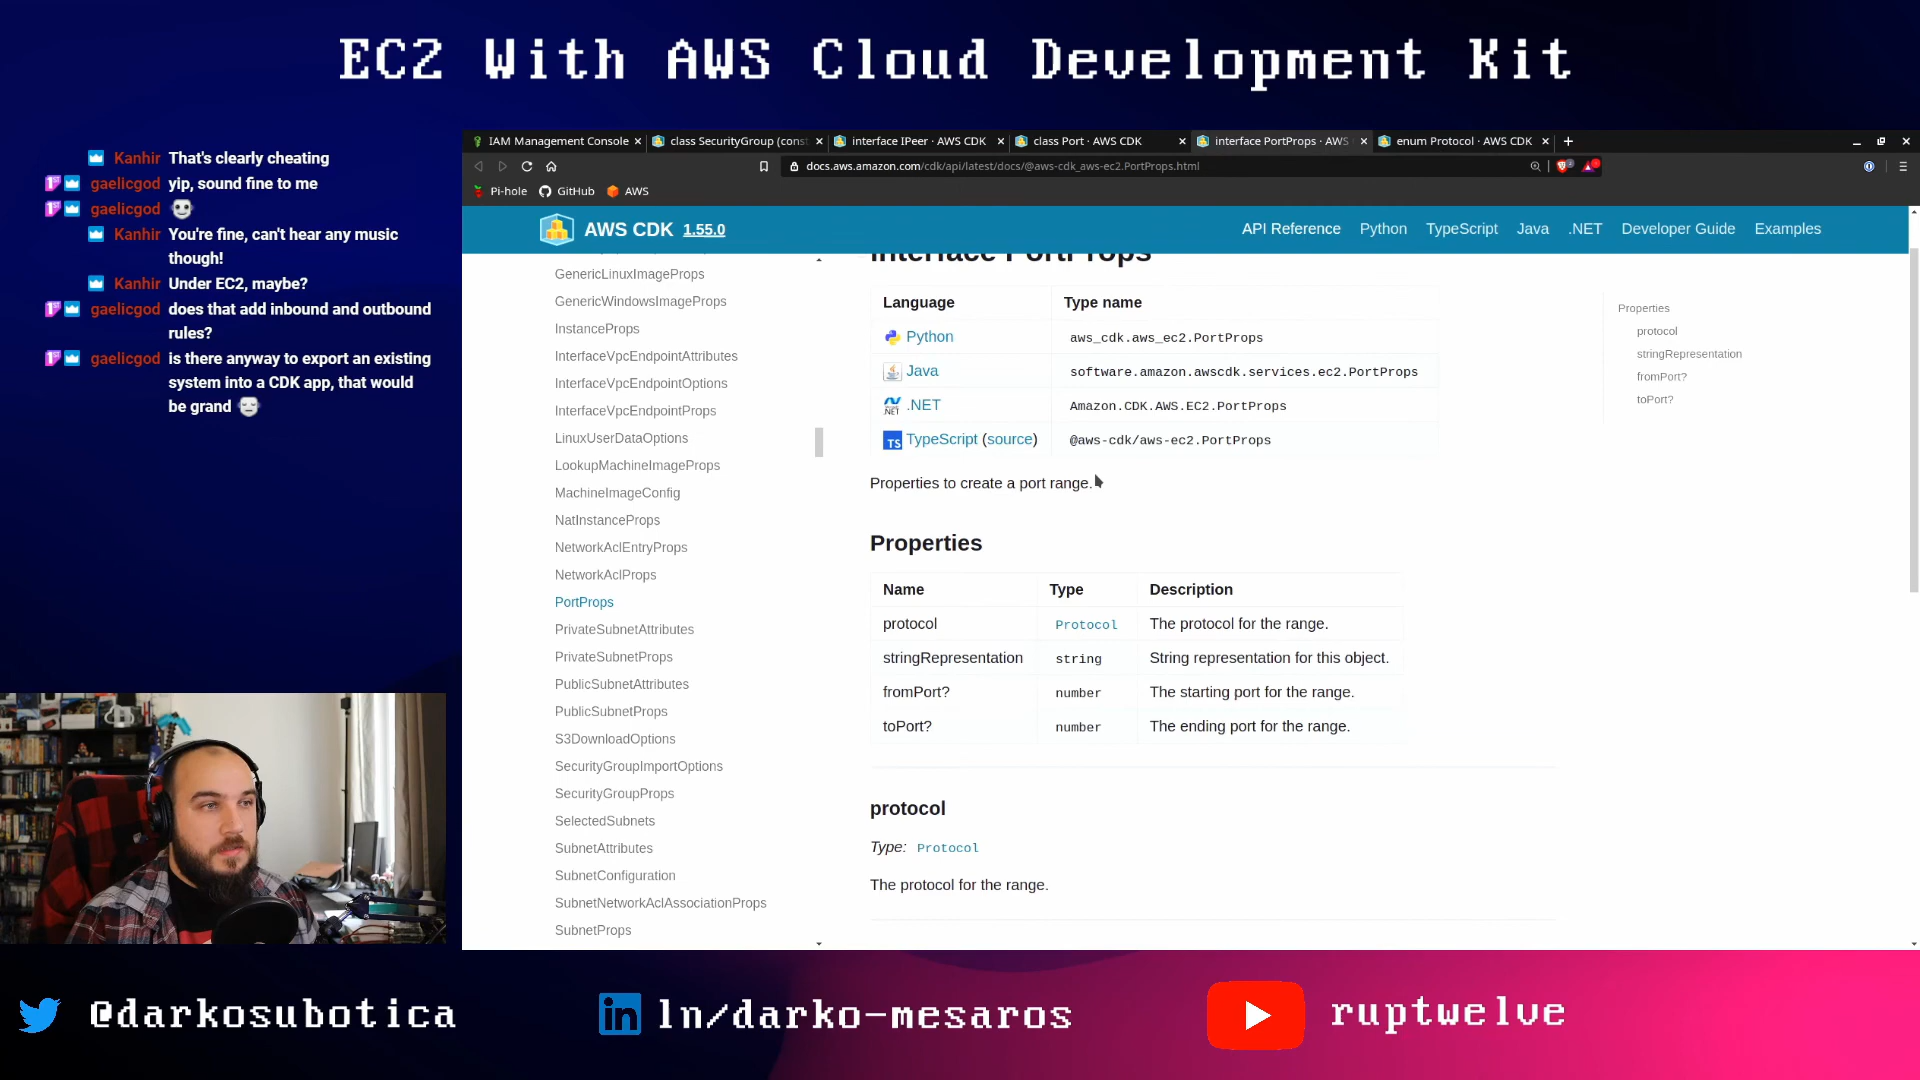 EC2 With AWS Cloud Development Kit
Kanhir That's clearly cheating
gaelicgod yip, sound fine to me
gaelicgod
Kanhir You're fine, can't hear any music
though!
Kanhir Under EC2, maybe?
gaelicgod does that add inbound and outbound
rules?
gaelicgod is there anyway to export an existing
system into a CDK app, that would
be grand
IAM Management Console
class SecurityGroup (const
interface IPeer · AWS CDK
class Port · AWS CDK
interface PortProps · AWS
enum Protocol · AWS CDK
docs.aws.amazon.com/cdk/api/latest/docs/@aws-cdk_aws-ec2.PortProps.html
Pi-hole GitHub AWS
AWS CDK 1.55.0
API Reference Python TypeScript Java .NET Developer Guide Examples
GenericLinuxImageProps
GenericWindowsImageProps
InstanceProps
InterfaceVpcEndpointAttributes
InterfaceVpcEndpointOptions
InterfaceVpcEndpointProps
LinuxUserDataOptions
LookupMachineImageProps
MachineImageConfig
NatInstanceProps
NetworkAclEntryProps
NetworkAclProps
PortProps
PrivateSubnetAttributes
PrivateSubnetProps
PublicSubnetAttributes
PublicSubnetProps
S3DownloadOptions
SecurityGroupImportOptions
SecurityGroupProps
SelectedSubnets
SubnetAttributes
SubnetConfiguration
SubnetNetworkAclAssociationProps
SubnetProps
Interface PortProps
Language Type name
Python aws_cdk.aws_ec2.PortProps
Java software.amazon.awscdk.services.ec2.PortProps
.NET Amazon.CDK.AWS.EC2.PortProps
TS TypeScript (source) @aws-cdk/aws-ec2.PortProps
Properties to create a port range.
Properties
Name Type Description
protocol Protocol The protocol for the range.
stringRepresentation string String representation for this object.
fromPort? number The starting port for the range.
toPort? number The ending port for the range.
protocol
Type: Protocol
The protocol for the range.
Properties
protocol
stringRepresentation
fromPort?
toPort?
@darkosubotica
in ln/darko-mesaros
ruptwelve